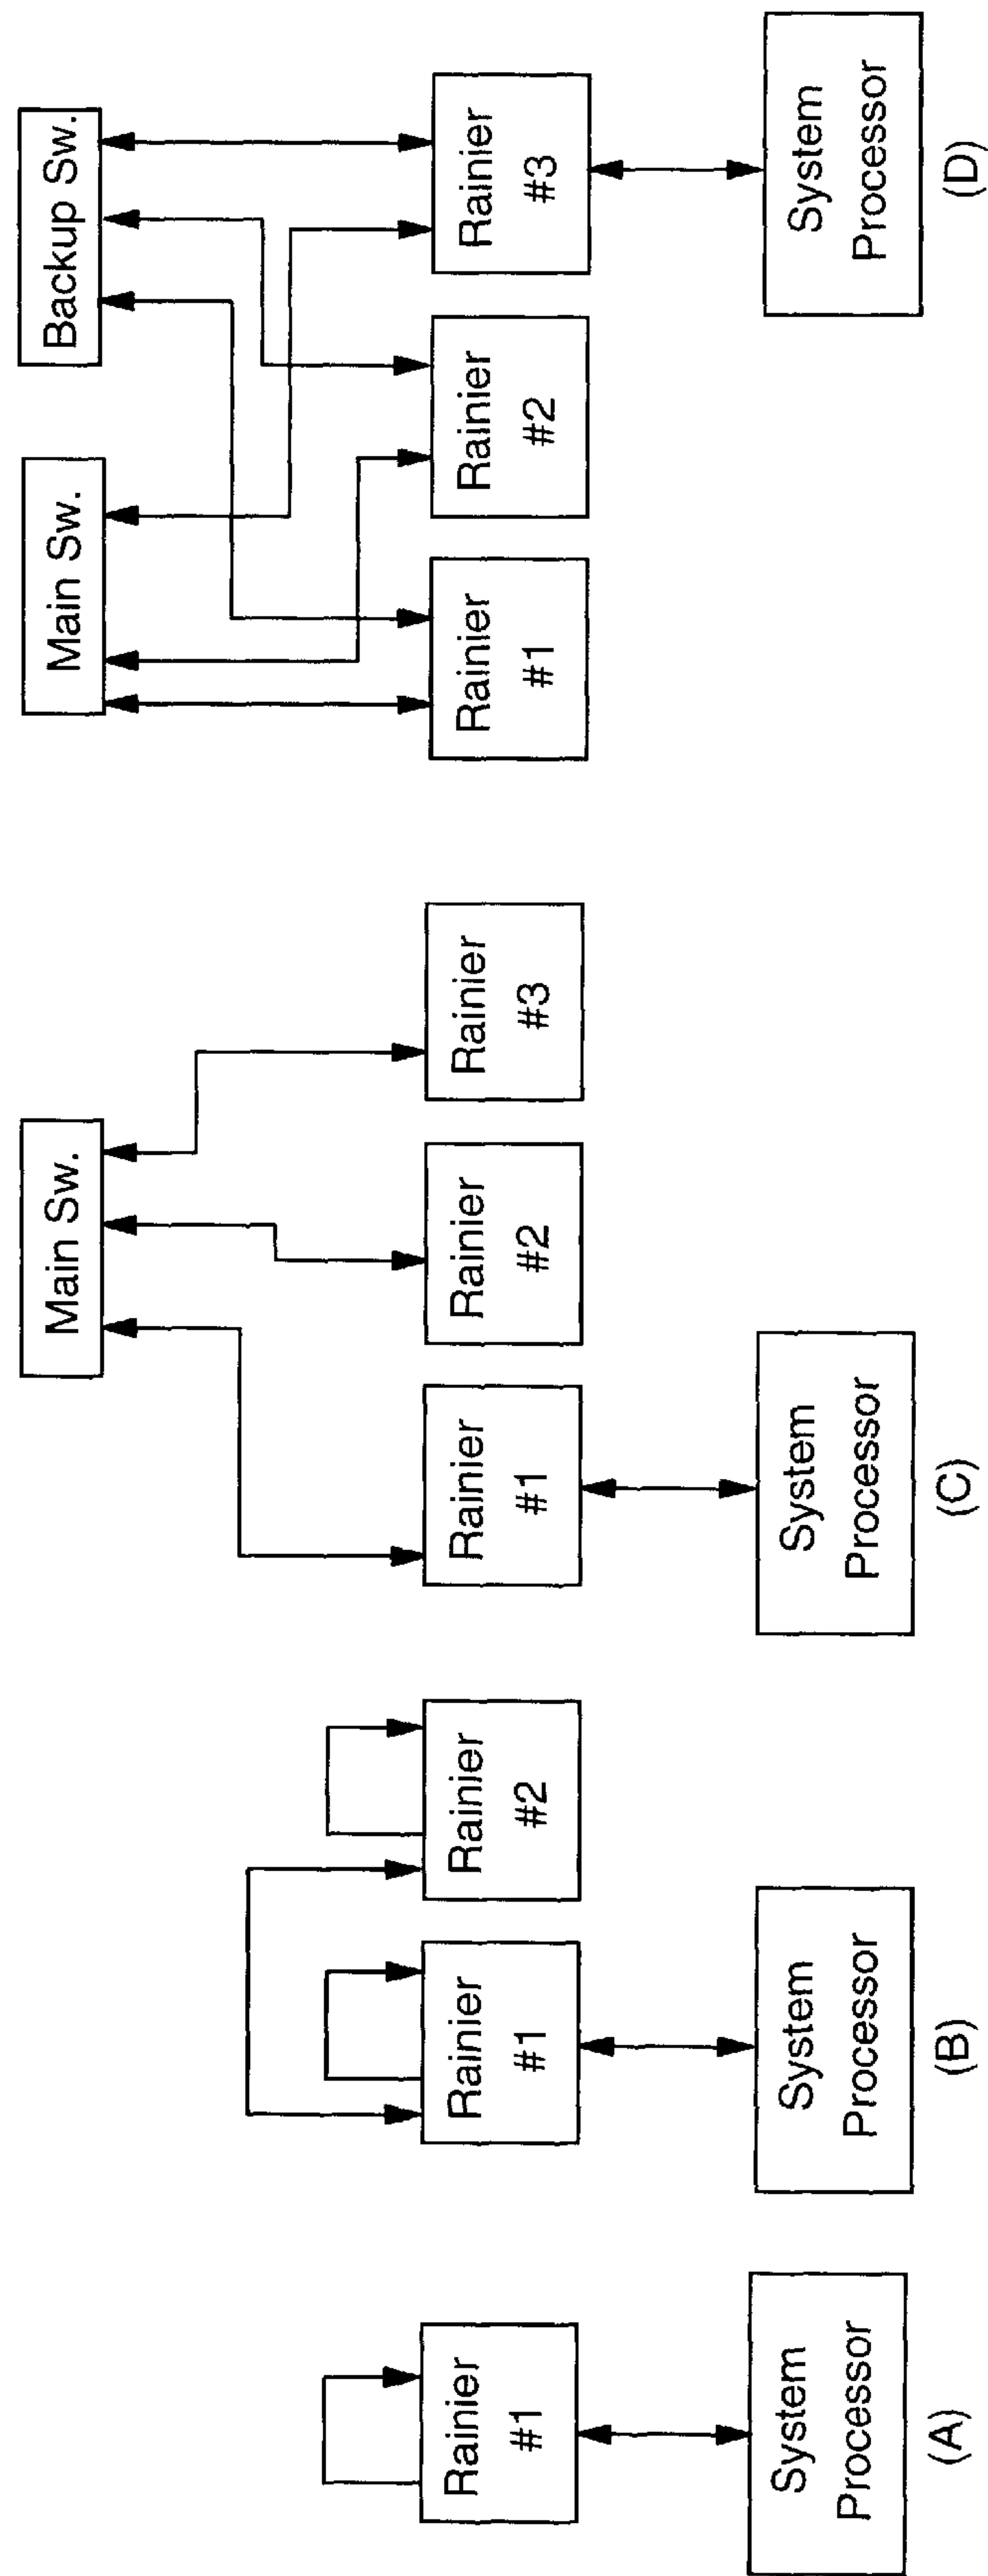 Rainier
#1
System
Processor
(A)
Rainier
#1
Rainier
#2
System
Processor
(B)
Main Sw.
Rainier
#1
Rainier
#2
Rainier
#3
System
Processor
(C)
Main Sw.
Backup Sw.
Rainier
#1
Rainier
#2
Rainier
#3
System
Processor
(D)